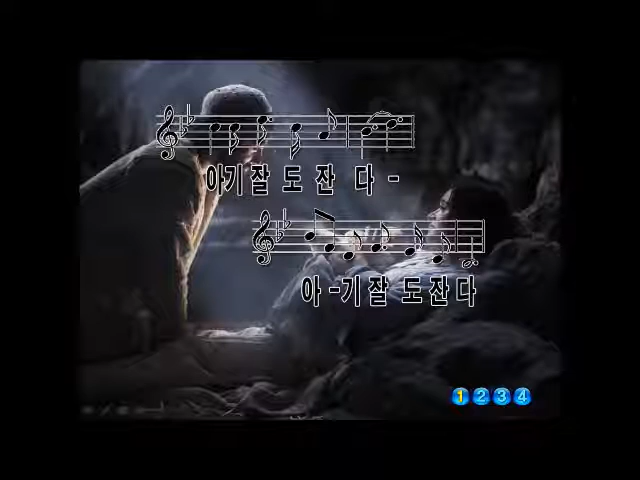 아기잘 도 잔 다 -
아 -기 잘 도 잔 다
1 2 3 4